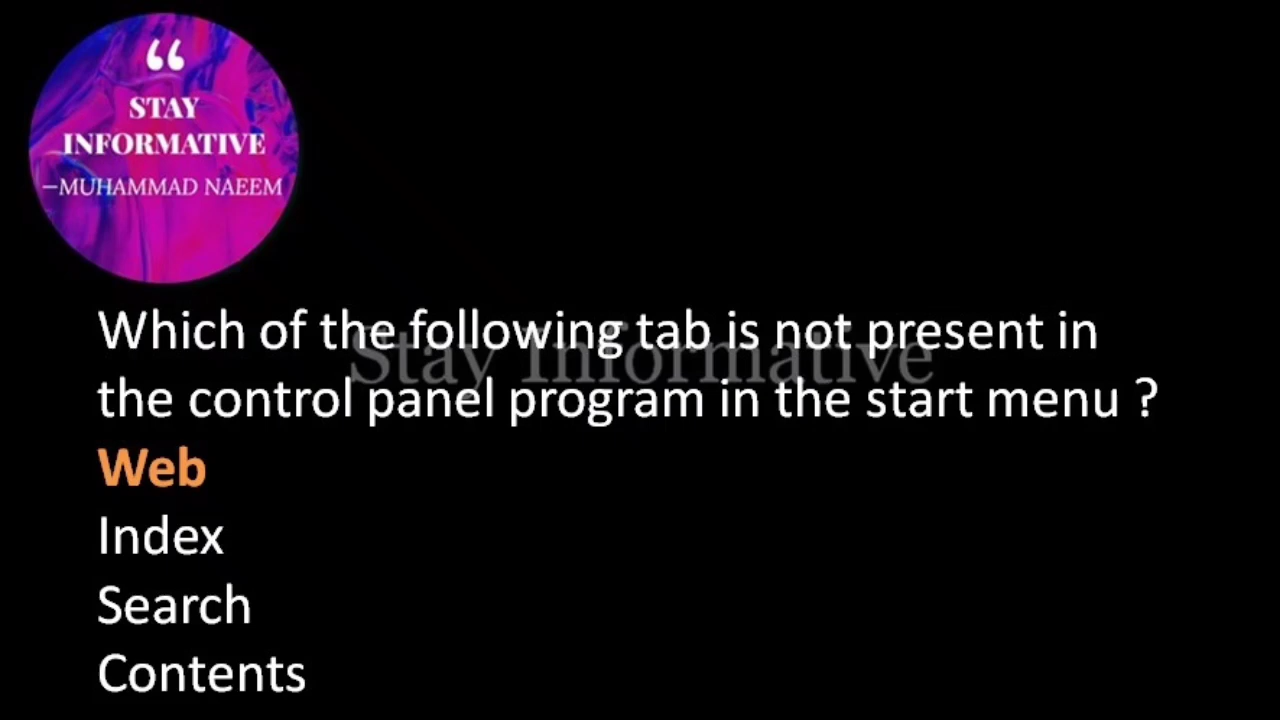 “
STAY
INFORMATIVE
—MUHAMMAD NAEEM
Which of the following tab is not present in
Stay Informative
the control panel program in the start menu ?
Web
Index
Search
Contents